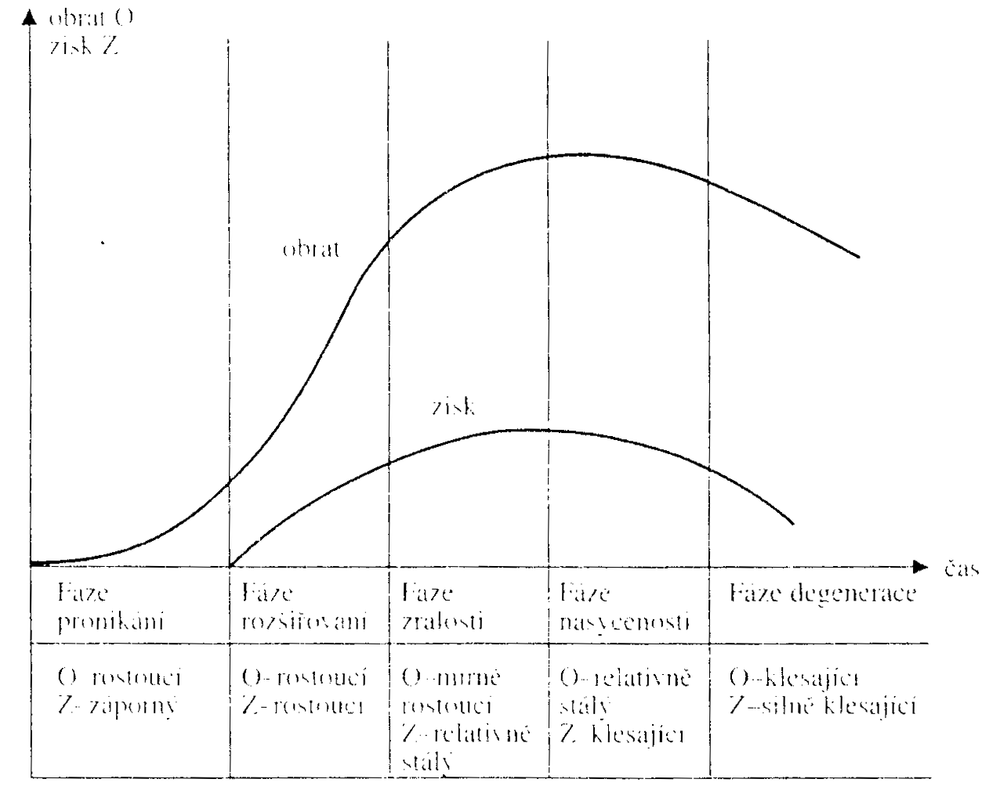 obrat O
zisk Z
obrat
zisk
čas
Fáze
pronikání
Fáze
rozšiřování
Fáze
zralosti
Fáze
nasycenosti
Fáze degenerace
O-rostoucí
Z-záporný
O-rostoucí
Z-rostoucí
O-mírně
rostoucí
Z-relativně
stálý
O-relativně
stálý
Z-klesající
O-klesající
Z-silně klesající